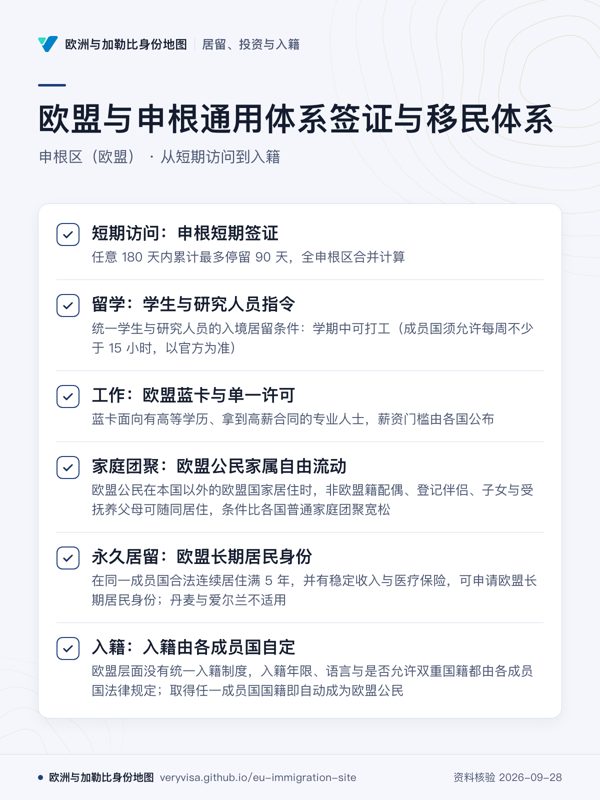 欧洲与加勒比身份地图 居留、投资与入籍
欧盟与申根通用体系签证与移民体系
申根区（欧盟） · 从短期访问到入籍
短期访问：申根短期签证
任意 180 天内累计最多停留 90 天，全申根区合并计算
留学：学生与研究人员指令
统一学生与研究人员的入境居留条件：学期中可打工（成员国须允许每周不少
于 15 小时，以官方为准）
工作：欧盟蓝卡与单一许可
蓝卡面向有高等学历、拿到高薪合同的专业人士，薪资门槛由各国公布
家庭团聚：欧盟公民家属自由流动
欧盟公民在本国以外的欧盟国家居住时，非欧盟籍配偶、登记伴侣、子女与受
抚养父母可随同居住，条件比各国普通家庭团聚宽松
永久居留：欧盟长期居民身份
在同一成员国合法连续居住满 5 年，并有稳定收入与医疗保险，可申请欧盟长
期居民身份；丹麦与爱尔兰不适用
入籍：入籍由各成员国自定
欧盟层面没有统一入籍制度，入籍年限、语言与是否允许双重国籍都由各成员
国法律规定；取得任一成员国国籍即自动成为欧盟公民
欧洲与加勒比身份地图 veryvisa.github.io/eu-immigration-site 资料核验 2026-09-28